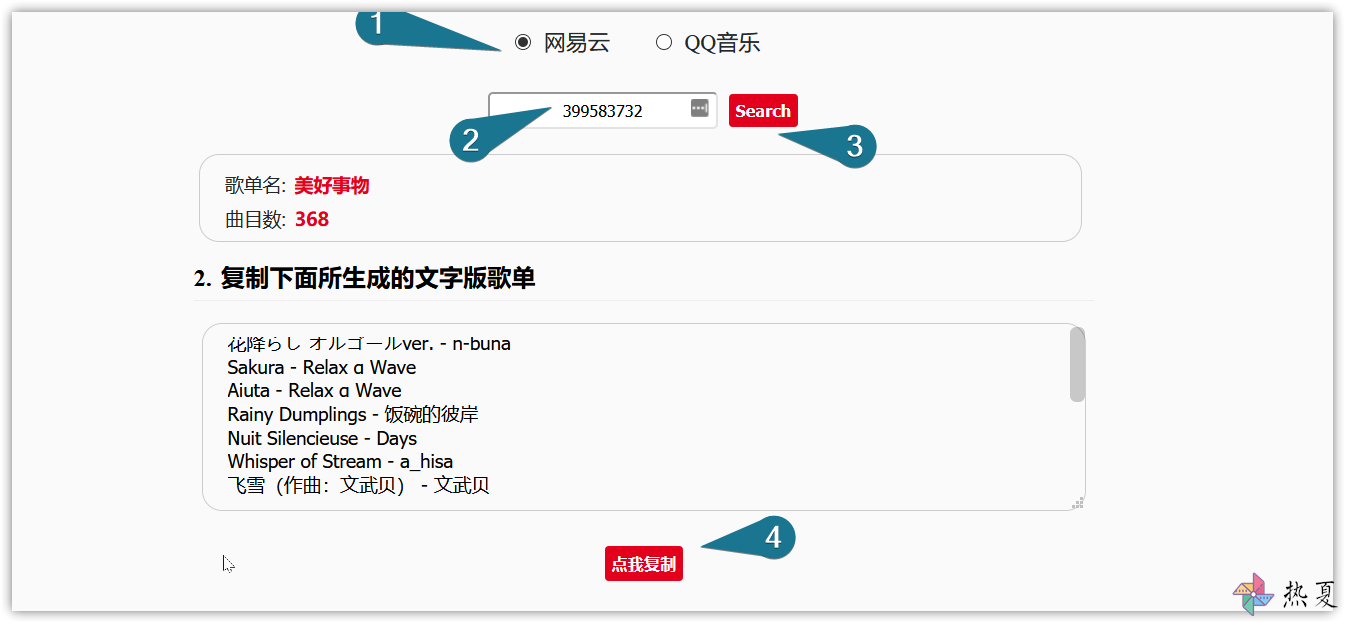 1
网易云 QQ音乐
399583732 Search
2
3
歌单名: 美好事物
曲目数: 368
2. 复制下面所生成的文字版歌单
花降らし オルゴールver. - n-buna
Sakura - Relax α Wave
Aiuta - Relax α Wave
Rainy Dumplings - 饭碗的彼岸
Nuit Silencieuse - Days
Whisper of Stream - a_hisa
飞雪（作曲：文武贝） - 文武贝
4
点我复制
热夏